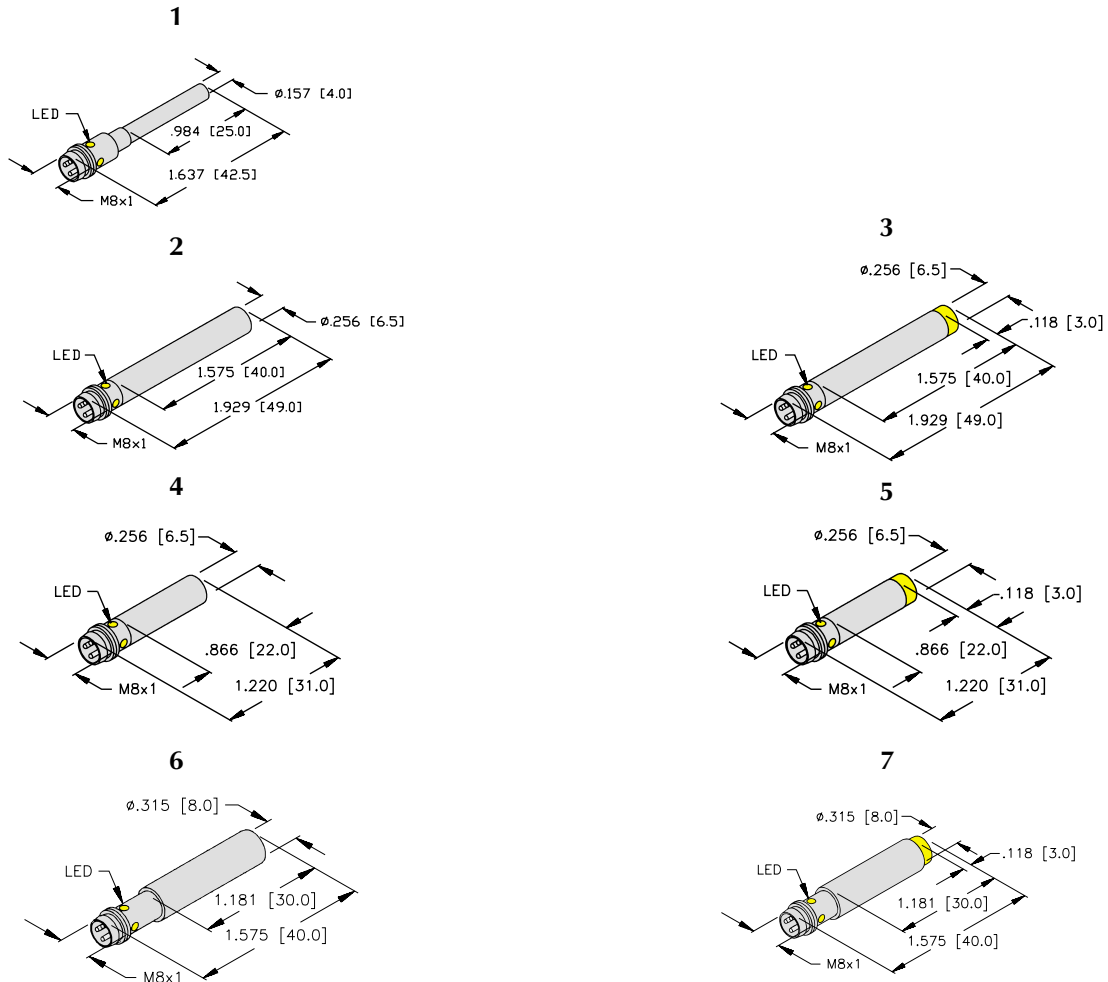 1
ø.157 [4.0]
LED
.984 [25.0]
1.637 [42.5]
M8x1
2
ø.256 [6.5]
LED
1.575 [40.0]
1.929 [49.0]
M8x1
3
ø.256 [6.5]
.118 [3.0]
LED
1.575 [40.0]
1.929 [49.0]
M8x1
4
ø.256 [6.5]
LED
.866 [22.0]
M8x1
1.220 [31.0]
5
ø.256 [6.5]
LED
.118 [3.0]
.866 [22.0]
M8x1
1.220 [31.0]
6
ø.315 [8.0]
LED
1.181 [30.0]
1.575 [40.0]
M8x1
7
ø.315 [8.0]
.118 [3.0]
LED
1.181 [30.0]
1.575 [40.0]
M8x1